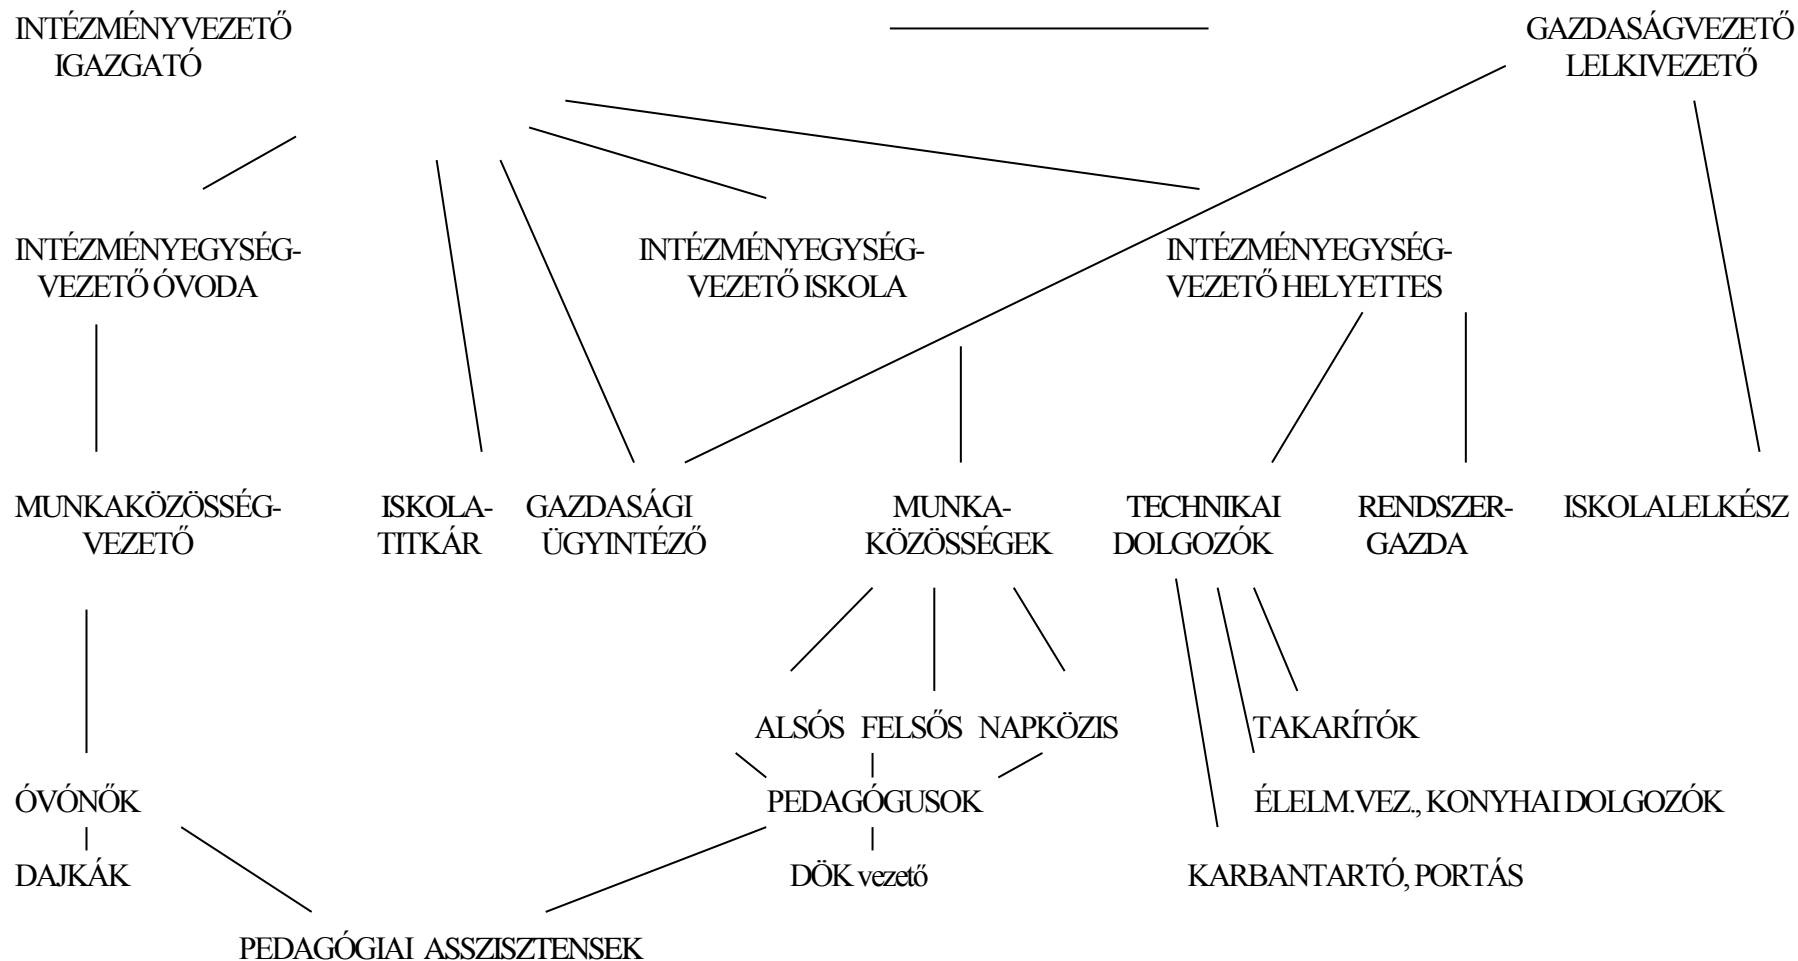 INTÉZMÉNYVEZETŐ
IGAZGATÓ
GAZDASÁGVEZETŐ
LELKIVEZETŐ
INTÉZMÉNYEGYSÉG-
VEZETŐ ÓVODA
INTÉZMÉNYEGYSÉG-
VEZETŐ ISKOLA
INTÉZMÉNYEGYSÉG-
VEZETŐ HELYETTES
MUNKAKÖZÖSSÉG-
VEZETŐ
ISKOLA-
TITKÁR
GAZDASÁGI
ÜGYINTÉZŐ
MUNKA-
KÖZÖSSÉGEK
TECHNIKAI
DOLGOZÓK
RENDSZER-
GAZDA
ISKOLALELKÉSZ
ALSÓS FELSŐS NAPKÖZIS
TAKARÍTÓK
ÓVÓNŐK
PEDAGÓGUSOK
ÉLELM.VEZ., KONYHAI DOLGOZÓK
DAJKÁK
DÖK vezető
KARBANTARTÓ, PORTÁS
PEDAGÓGIAI ASSZISZTENSEK